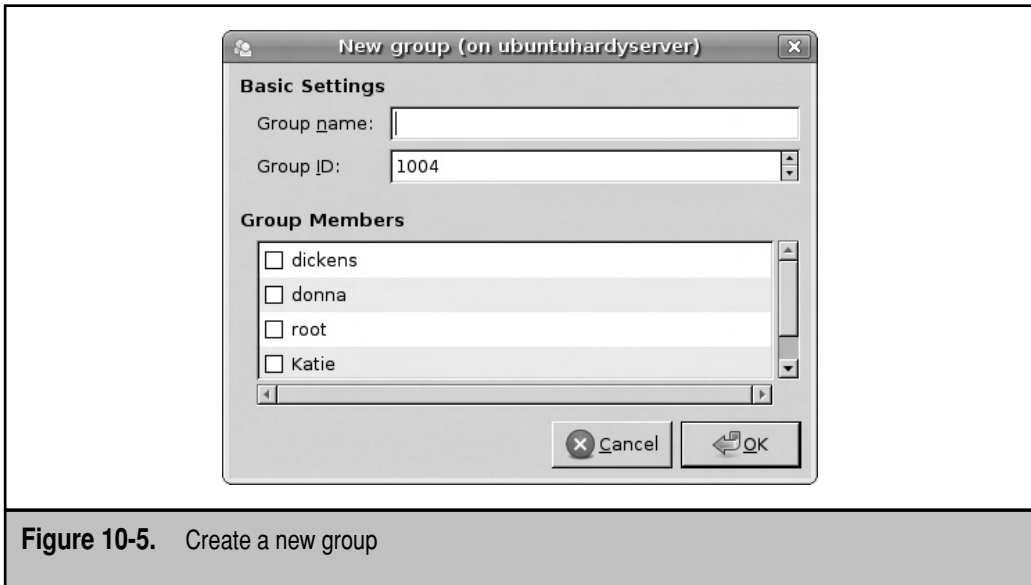 New group (on ubuntuhardyserver)
Basic Settings
Group name:
Group ID: 1004
Group Members
dickens
donna
root
Katie
Cancel OK
Figure 10-5. Create a new group